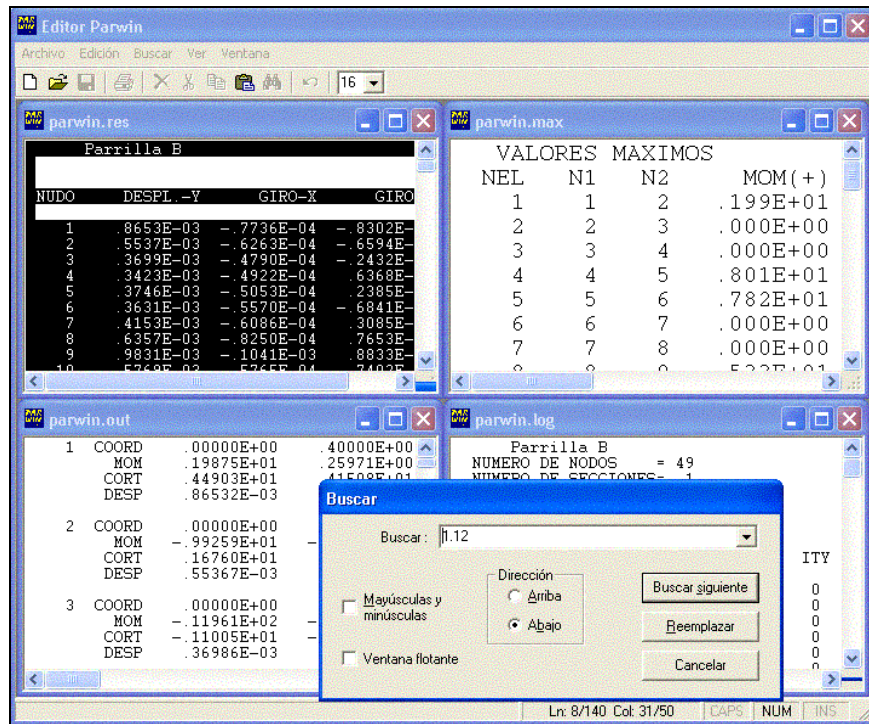 Editor Parwin
Archivo Edición Buscar Ver Ventana
16
parwin.res
Parrilla B
NUDO DESPL.-Y GIRO-X GIRO
1 .8653E-03 -.7736E-04 -.8302E-
2 .5537E-03 -.6263E-04 -.6594E-
3 .3699E-03 -.4790E-04 -.2432E-
4 .3423E-03 -.4922E-04 .6368E-
5 .3746E-03 -.5053E-04 .2385E-
6 .3631E-03 -.5570E-04 -.6841E-
7 .4153E-03 -.6086E-04 .3085E-
8 .6357E-03 -.8250E-04 .7653E-
9 .9831E-03 -.1041E-03 .8833E-
parwin.max
VALORES MAXIMOS
NEL N1 N2 MOM(+)
1 1 2 .199E+01
2 2 3 .000E+00
3 3 4 .000E+00
4 4 5 .801E+01
5 5 6 .782E+01
6 6 7 .000E+00
7 7 8 .000E+00
parwin.out
1 COORD .00000E+00 .40000E+00
MOM .19875E+01 .25971E+00
CORT .44903E+01
DESP .86532E-03
2 COORD .00000E+00
MOM -.99259E+01 -
CORT .16760E+01
DESP .55367E-03
3 COORD .00000E+00
MOM -.11961E+02 -
CORT -.11005E+01 -
DESP .36986E-03
parwin.log
Parrilla B
NUMERO DE NODOS = 49
NUMERO DE SECCIONES= 1
ITY
0
0
0
0
0
Buscar
Buscar : 1.12
Mayúsculas y
minúsculas
Ventana flotante
Dirección
Arriba
Abajo
Buscar siguiente
Reemplazar
Cancelar
Ln: 8/140 Col: 31/50 CAPS NUM INS